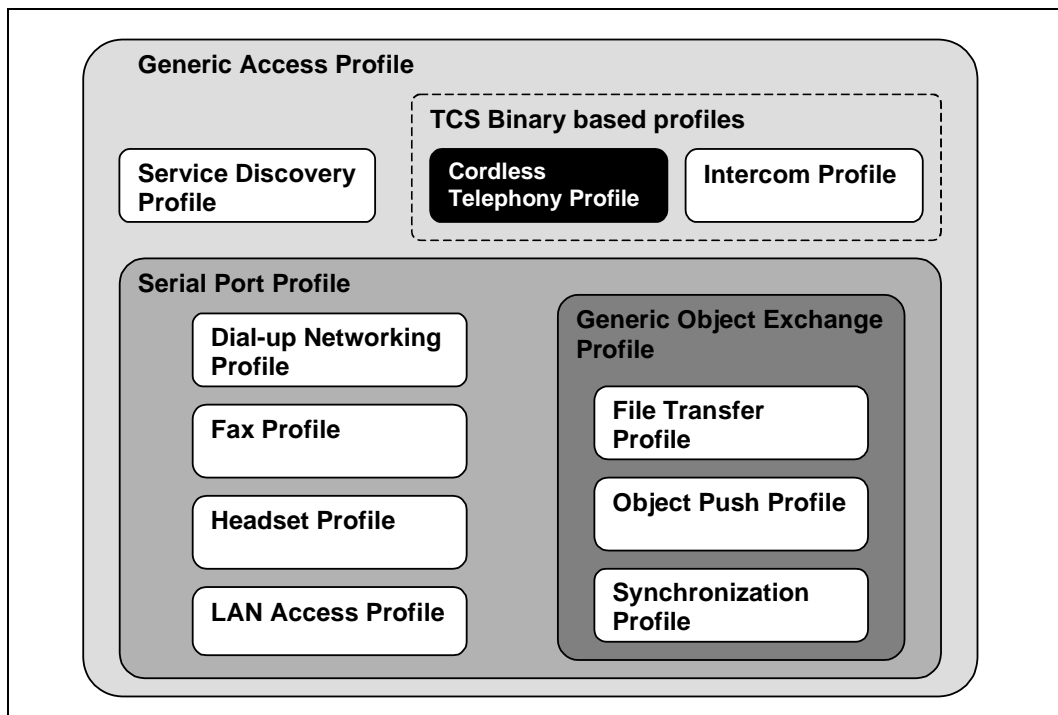 Generic Access Profile
TCS Binary based profiles
Service Discovery
Profile
Cordless
Telephony Profile
Intercom Profile
Serial Port Profile
Dial-up Networking
Profile
Fax Profile
Headset Profile
LAN Access Profile
Generic Object Exchange
Profile
File Transfer
Profile
Object Push Profile
Synchronization
Profile